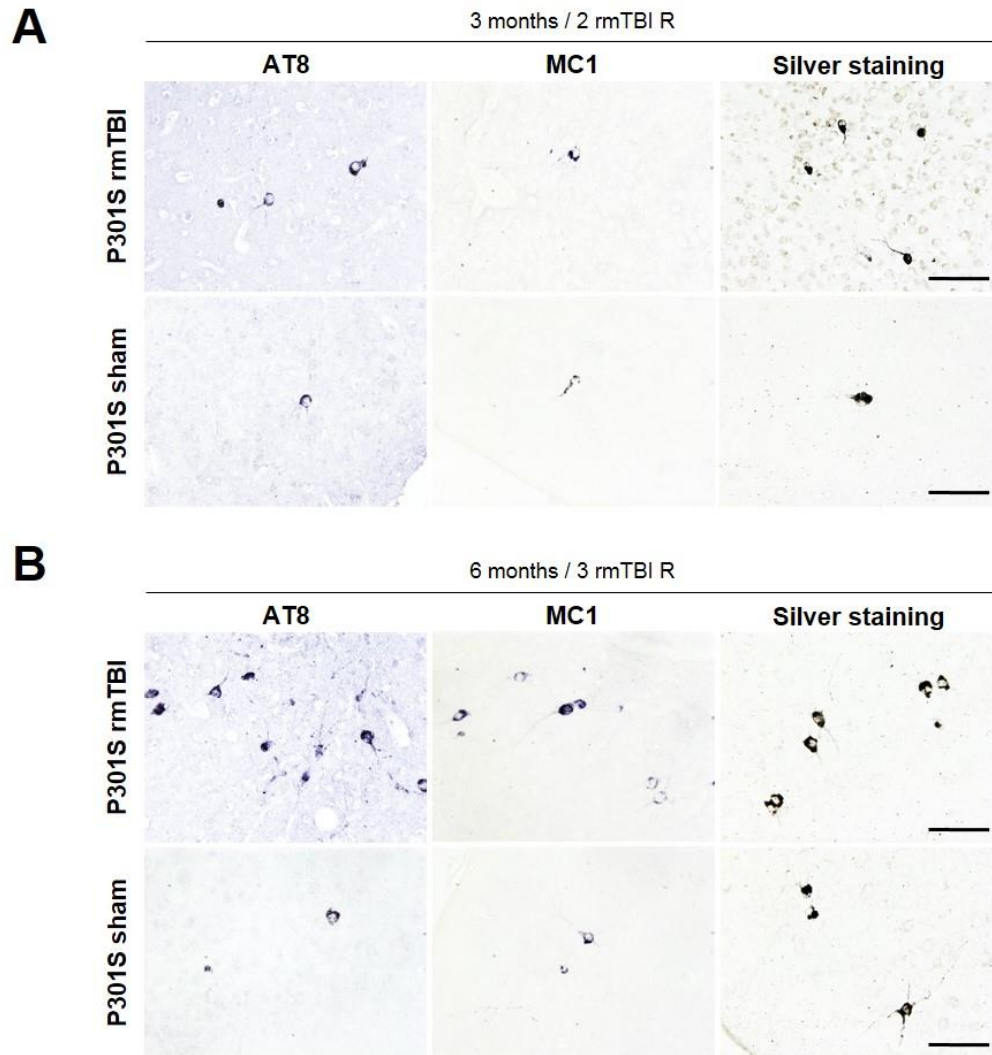 A
3 months / 2 rmTBI R
AT8 MC1 Silver staining
P301S rmTBI
P301S sham
B
6 months / 3 rmTBI R
AT8 MC1 Silver staining
P301S rmTBI
P301S sham